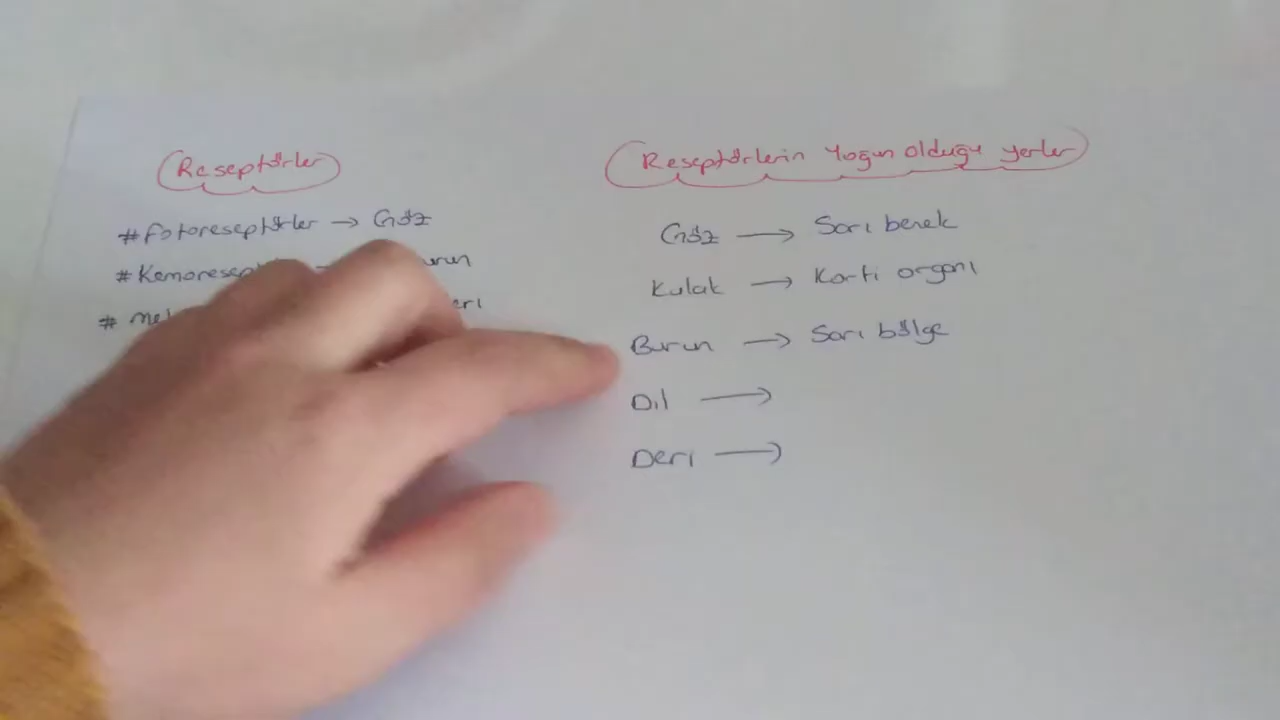 Reseptörler
#Fotoreseptörler → Göz
#Kemoresep
#
Reseptörlerin Yoğun olduğu yerler
Göz → Sarı benek
Kulak → Korti organı
Burun → Sarı bölge
Dil →
Deri →